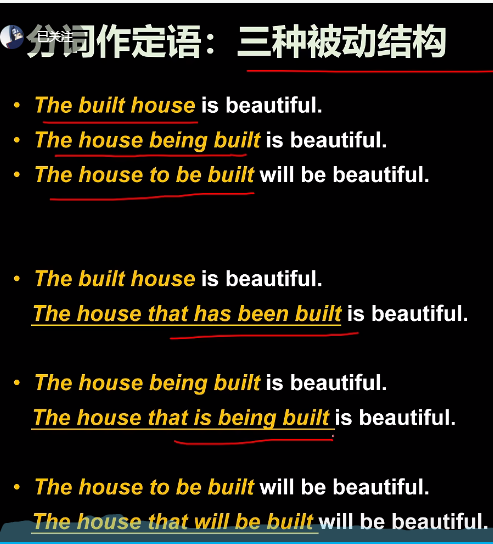 分词作定语：三种被动结构
已关注
• The built house is beautiful.
• The house being built is beautiful.
• The house to be built will be beautiful.
• The built house is beautiful.
The house that has been built is beautiful.
• The house being built is beautiful.
The house that is being built is beautiful.
• The house to be built will be beautiful.
The house that will be built will be beautiful.